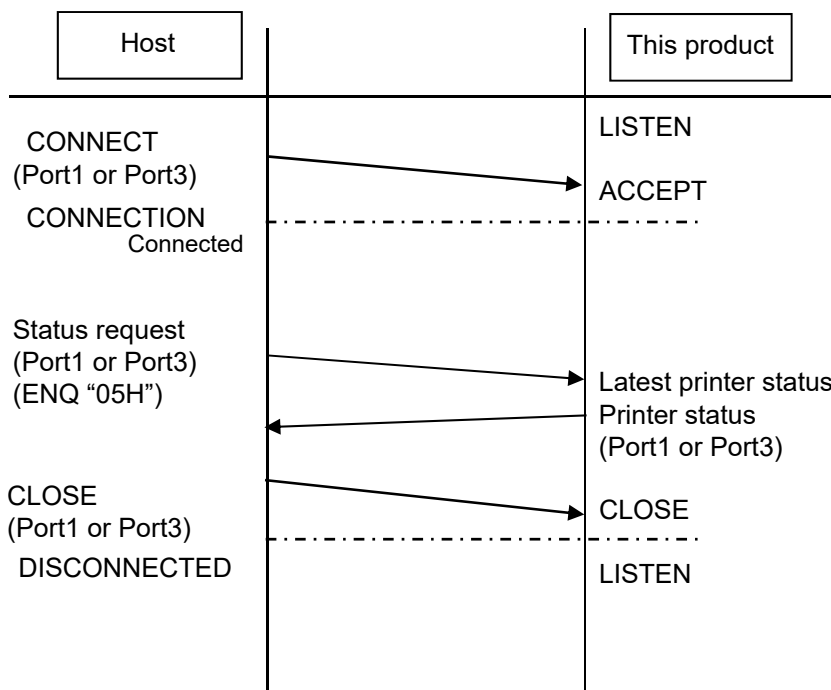 Host
This product
LISTEN
CONNECT
(Port1 or Port3)
ACCEPT
CONNECTION
Connected
Status request
(Port1 or Port3)
(ENQ “05H”)
Latest printer status
Printer status
(Port1 or Port3)
CLOSE
(Port1 or Port3)
CLOSE
DISCONNECTED
LISTEN